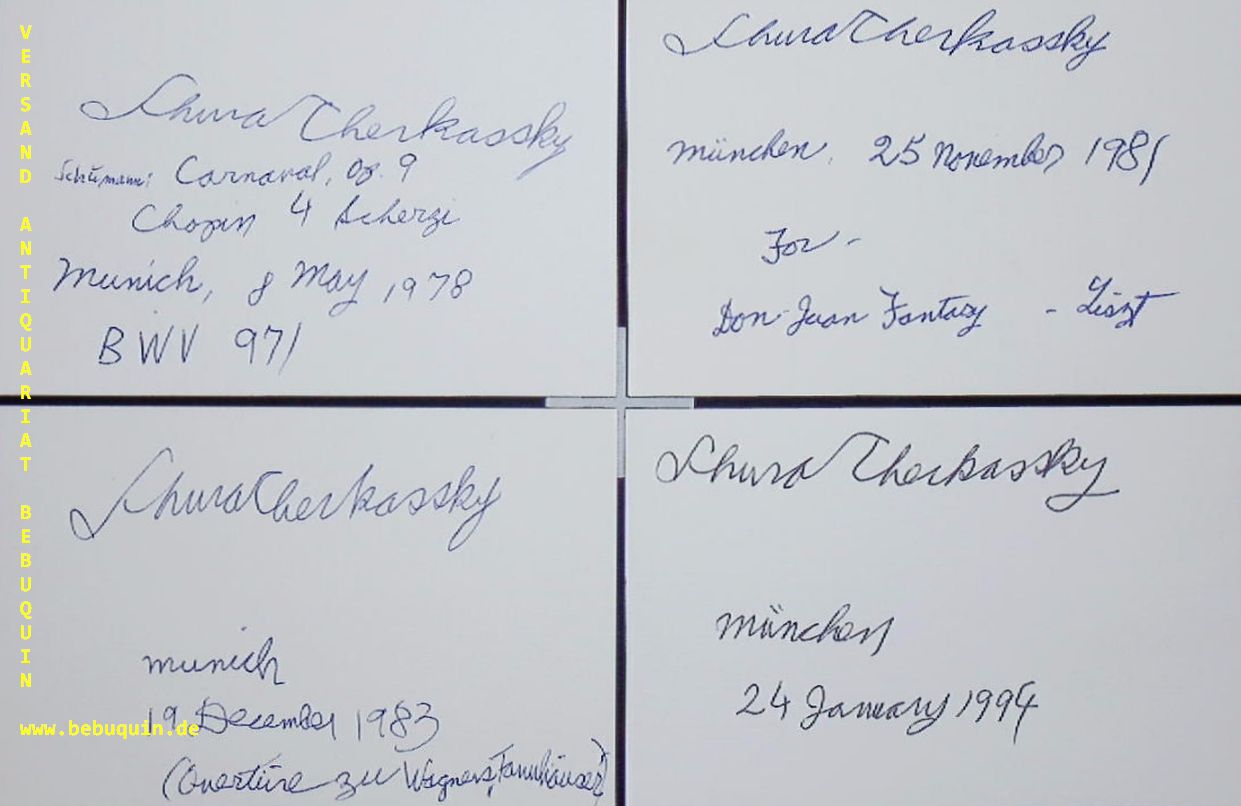 VERSAND ANTIQUARIAT BEBUQUIN
www.bebuquin.de
Shura Cherkassky
Schumann: Carnaval, Op. 9
Chopin 4 Scherzi
Munich, 8 May 1978
BWV 971
Shura Cherkassky
München, 25 November 1981
For -
Don Juan Fantasy - Liszt
Shura Cherkassky
Munich
19 December 1983
(Overtüre zu Wagners, Tannhäuser)
Shura Cherkassky
München
24 January 1994